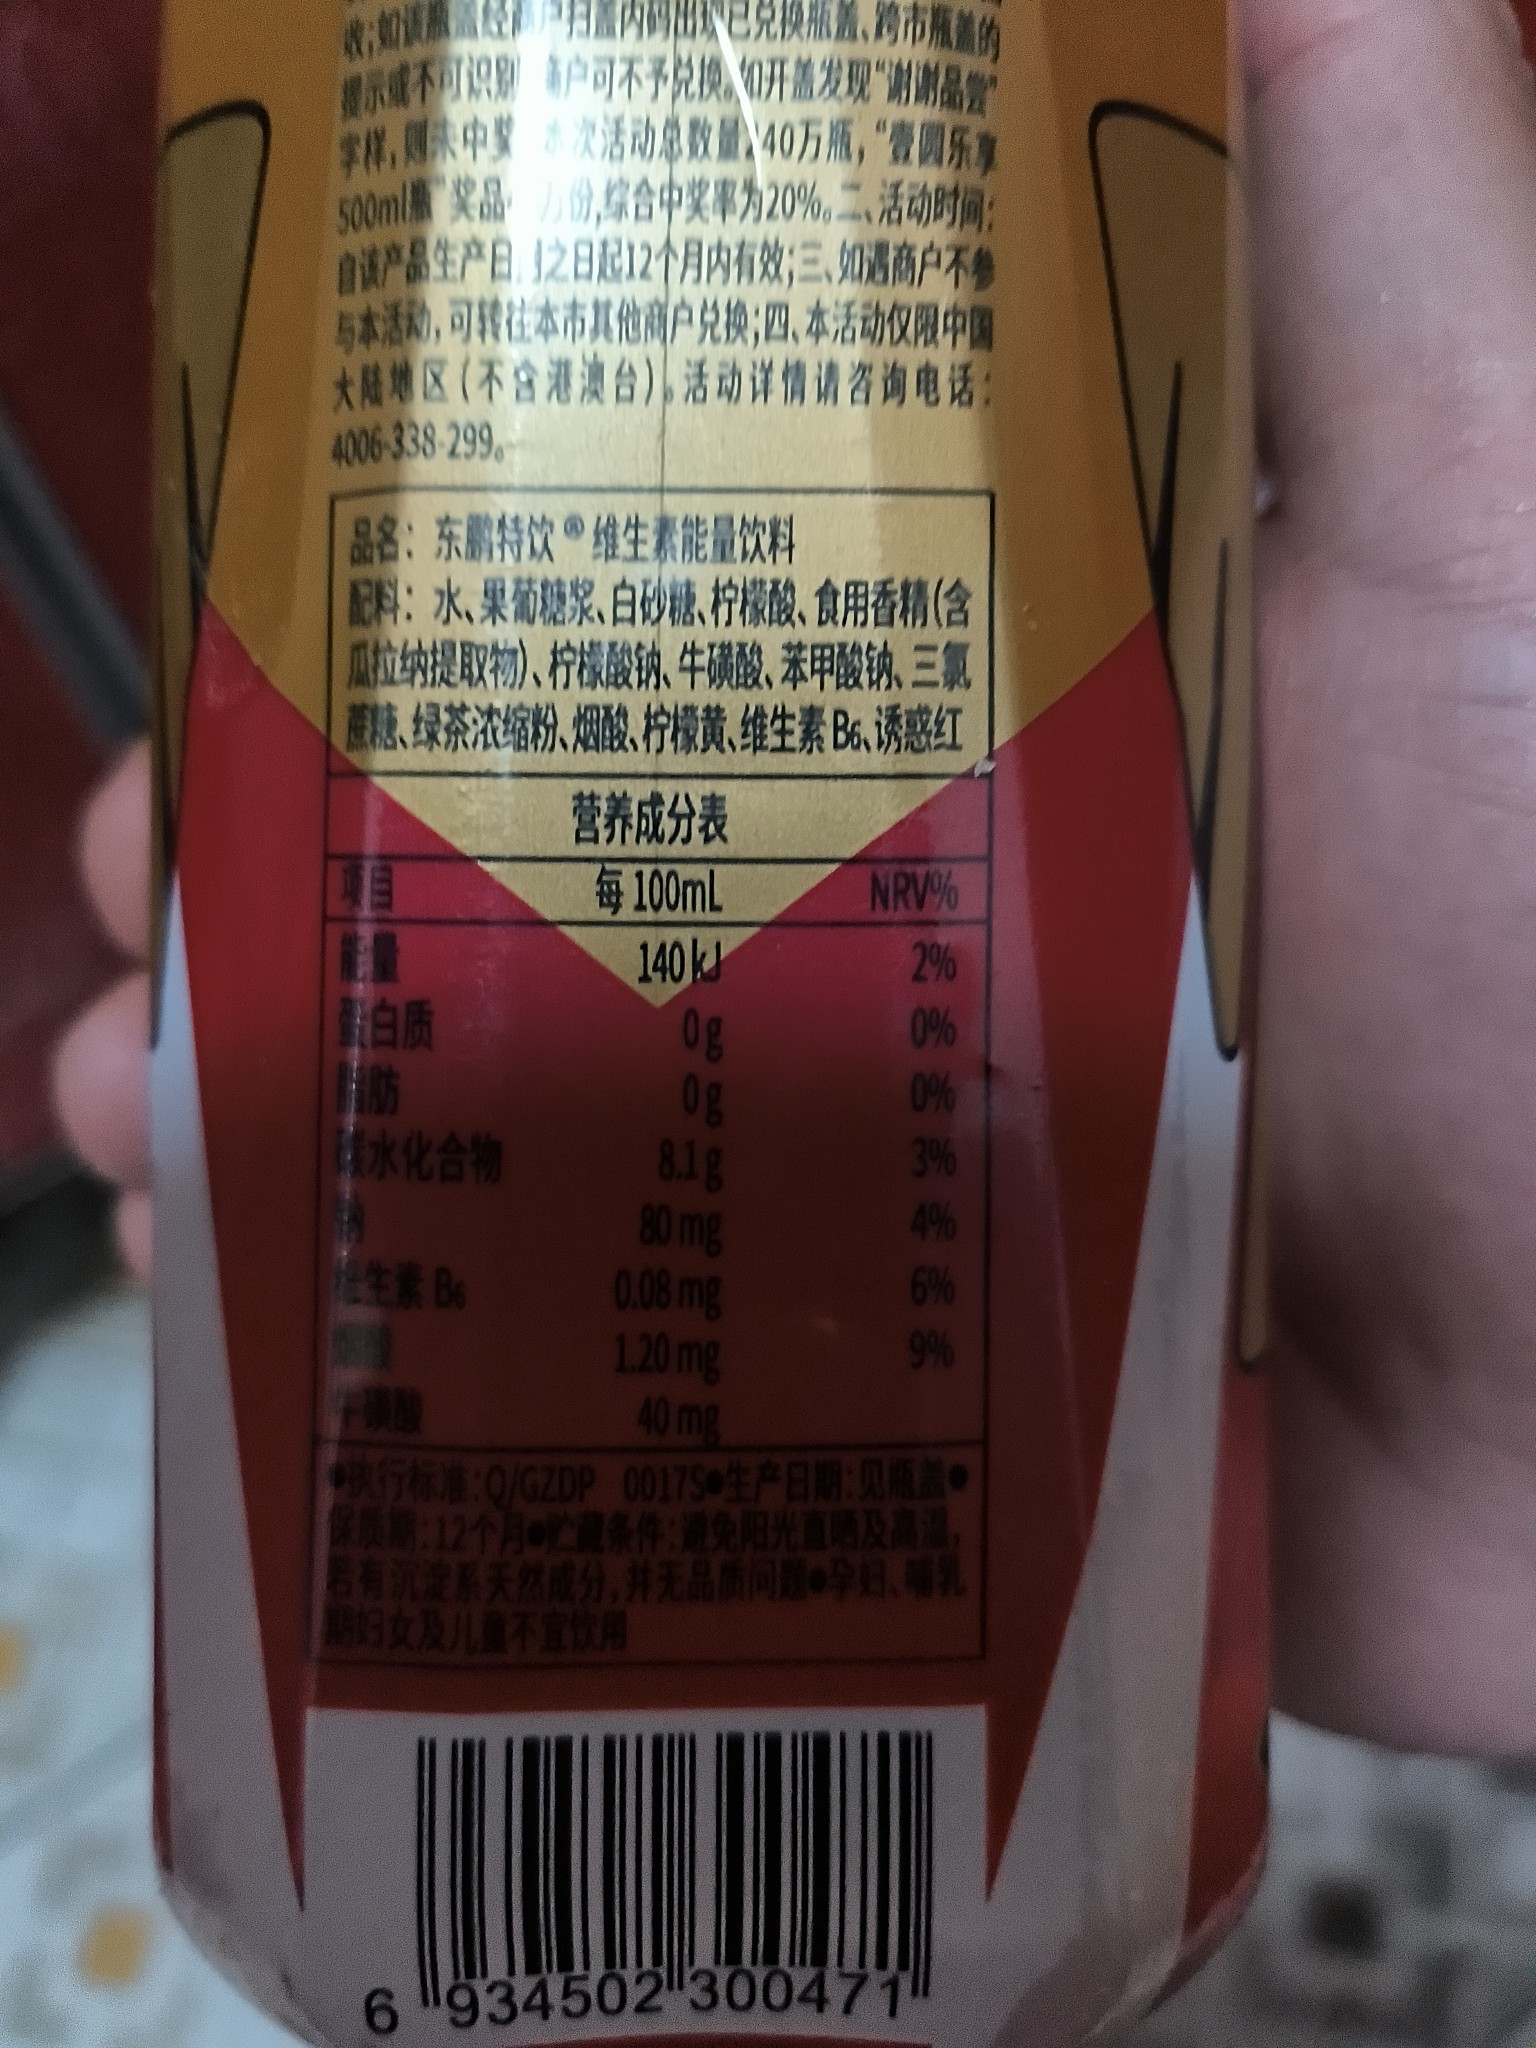 收;如该瓶盖经商户扫盖内码出现已兑换瓶盖、跨市瓶盖的
提示或不可识别 商户可不予兑换。如开盖发现“谢谢品尝”
字样,则未中奖 本次活动总数量:40万瓶,“壹圆乐享
500ml瓶”奖品 万份,综合中奖率为20%。二、活动时间:
自该产品生产日期之日起12个月内有效;三、如遇商户不参
与本活动,可转往本市其他商户兑换;四、本活动仅限中国
大陆地区(不含港澳台)。活动详情请咨询电话:
4006-338-299。
品名: 东鹏特饮®维生素能量饮料
配料: 水、果葡糖浆、白砂糖、柠檬酸、食用香精(含
瓜拉纳提取物)、柠檬酸钠、牛磺酸、苯甲酸钠、三氯
蔗糖、绿茶浓缩粉、烟酸、柠檬黄、维生素B₆、诱惑红
营养成分表
项目 每100mL NRV%
能量 140kJ 2%
蛋白质 0g 0%
脂肪 0g 0%
碳水化合物 8.1g 3%
钠 80mg 4%
维生素B₆ 0.08mg 6%
烟酸 1.20mg 9%
牛磺酸 40mg
●执行标准:Q/GZDP 0017S●生产日期:见瓶盖●
保质期:12个月●贮藏条件:避免阳光直晒及高温,
若有沉淀系天然成分,并无品质问题●孕妇、哺乳
期妇女及儿童不宜饮用
6 934502 300471